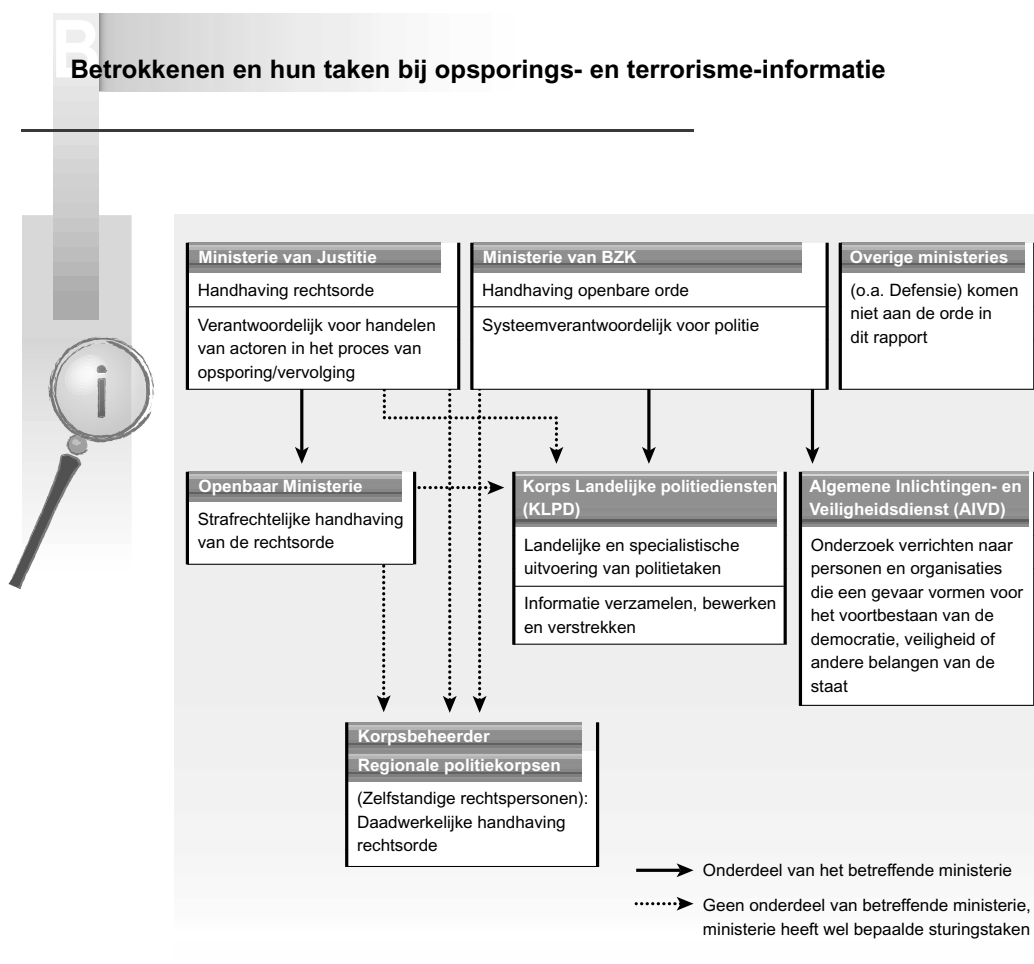 B
Betrokkenen en hun taken bij opsporings- en terrorisme-informatie
i
Ministerie van Justitie
Handhaving rechtsorde
Verantwoordelijk voor handelen
van actoren in het proces van
opsporing/vervolging
Ministerie van BZK
Handhaving openbare orde
Systeemverantwoordelijk voor politie
Overige ministeries
(o.a. Defensie) komen
niet aan de orde in
dit rapport
Openbaar Ministerie
Strafrechtelijke handhaving
van de rechtsorde
Korps Landelijke politiediensten
(KLPD)
Landelijke en specialistische
uitvoering van politietaken
Informatie verzamelen, bewerken
en verstrekken
Algemene Inlichtingen- en
Veiligheidsdienst (AIVD)
Onderzoek verrichten naar
personen en organisaties
die een gevaar vormen voor
het voortbestaan van de
democratie, veiligheid of
andere belangen van de
staat
Korpsbeheerder
Regionale politiekorpsen
(Zelfstandige rechtspersonen):
Daadwerkelijke handhaving
rechtsorde
Onderdeel van het betreffende ministerie
Geen onderdeel van betreffende ministerie,
ministerie heeft wel bepaalde sturingstaken